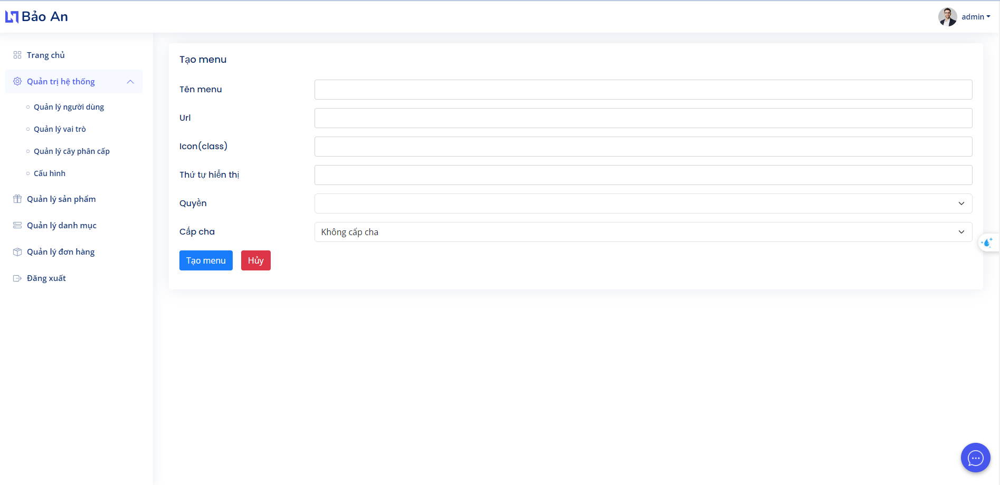 Bảo An
admin
Trang chủ
Quản trị hệ thống
Quản lý người dùng
Quản lý vai trò
Quản lý cây phân cấp
Cấu hình
Quản lý sản phẩm
Quản lý danh mục
Quản lý đơn hàng
Đăng xuất
Tạo menu
Tên menu
Url
Icon(class)
Thứ tự hiển thị
Quyền
Cấp cha
Không cấp cha
Tạo menu
Hủy